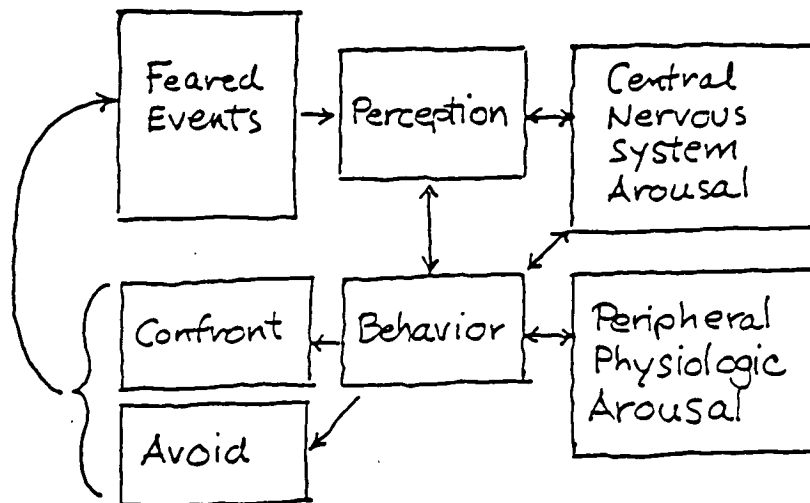 Feared
Events
Perception
Central
Nervous
System
Arousal
Confront
Behavior
Peripheral
Physiologic
Arousal
Avoid